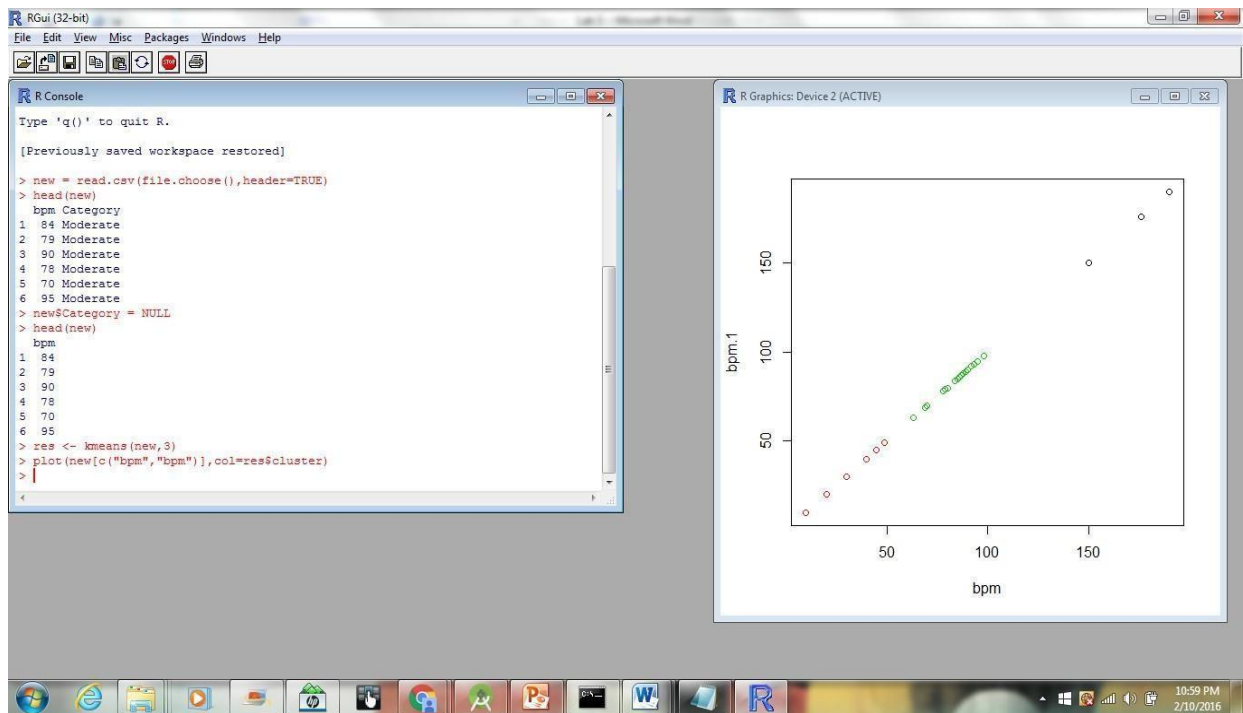 RGui (32-bit)
File Edit View Misc Packages Windows Help
STOP
R Console
Type 'q()' to quit R.
[Previously saved workspace restored]
> new = read.csv(file.choose(),header=TRUE)
> head(new)
bpm Category
1 84 Moderate
2 79 Moderate
3 90 Moderate
4 78 Moderate
5 70 Moderate
6 95 Moderate
> new$Category = NULL
> head(new)
bpm
1 84
2 79
3 90
4 78
5 70
6 95
> res <- kmeans(new,3)
> plot(new[c("bpm","bpm")],col=res$cluster)
>
R Graphics: Device 2 (ACTIVE)
bpm.1
150
100
50
50 100 150
bpm
10:59 PM
2/10/2016